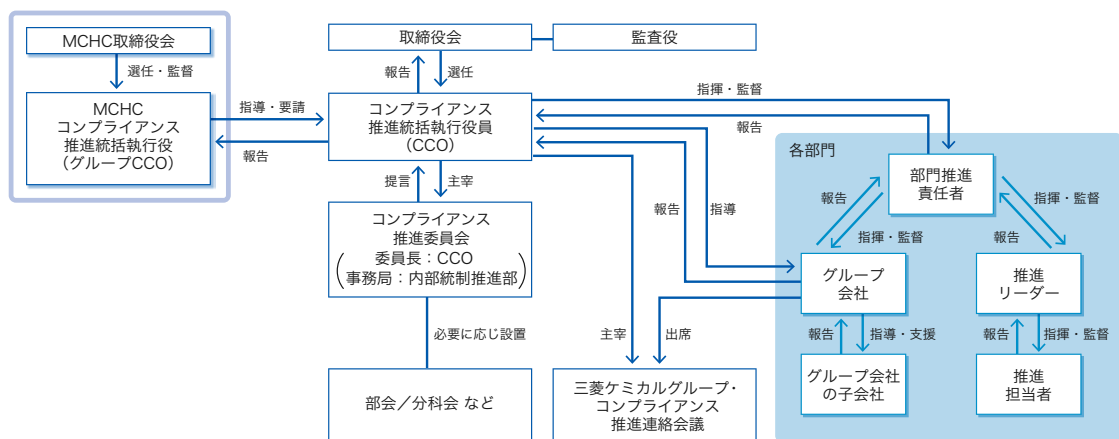 MCHC取締役会
選任・監督
MCHC
コンプライアンス
推進統括執行役
（グループCCO）
指導・要請
報告
取締役会
監査役
報告
選任
コンプライアンス
推進統括執行役員
（CCO）
提言
主宰
コンプライアンス
推進委員会
委員長：CCO
事務局：内部統制推進部
必要に応じ設置
部会／分科会 など
指揮・監督
報告
報告
指導
主宰
出席
三菱ケミカルグループ・
コンプライアンス
推進連絡会議
各部門
部門推進
責任者
報告
指揮・監督
指揮・監督
報告
グループ
会社
推進
リーダー
報告
指導・支援
報告
指揮・監督
グループ会社
の子会社
推進
担当者